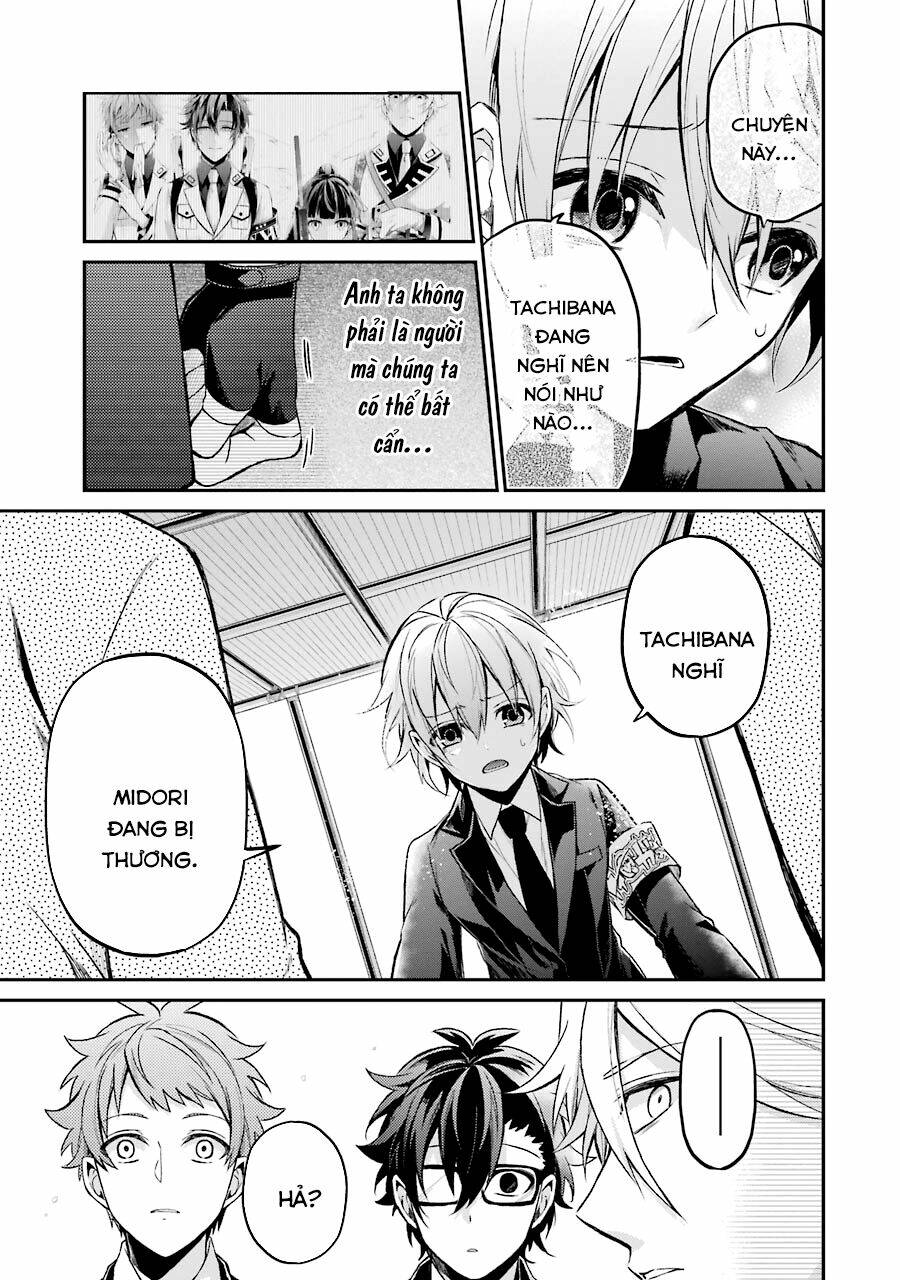 CHUYỆN
NÀY...
TACHIBANA
ĐANG
NGHĨ NÊN
NÓI NHƯ
NÀO...
Anh ta không
phải là người
mà chúng ta
có thể bất
cẩn...
TACHIBANA
NGHĨ
MIDORI
ĐANG BỊ
THƯƠNG.
HẢ?